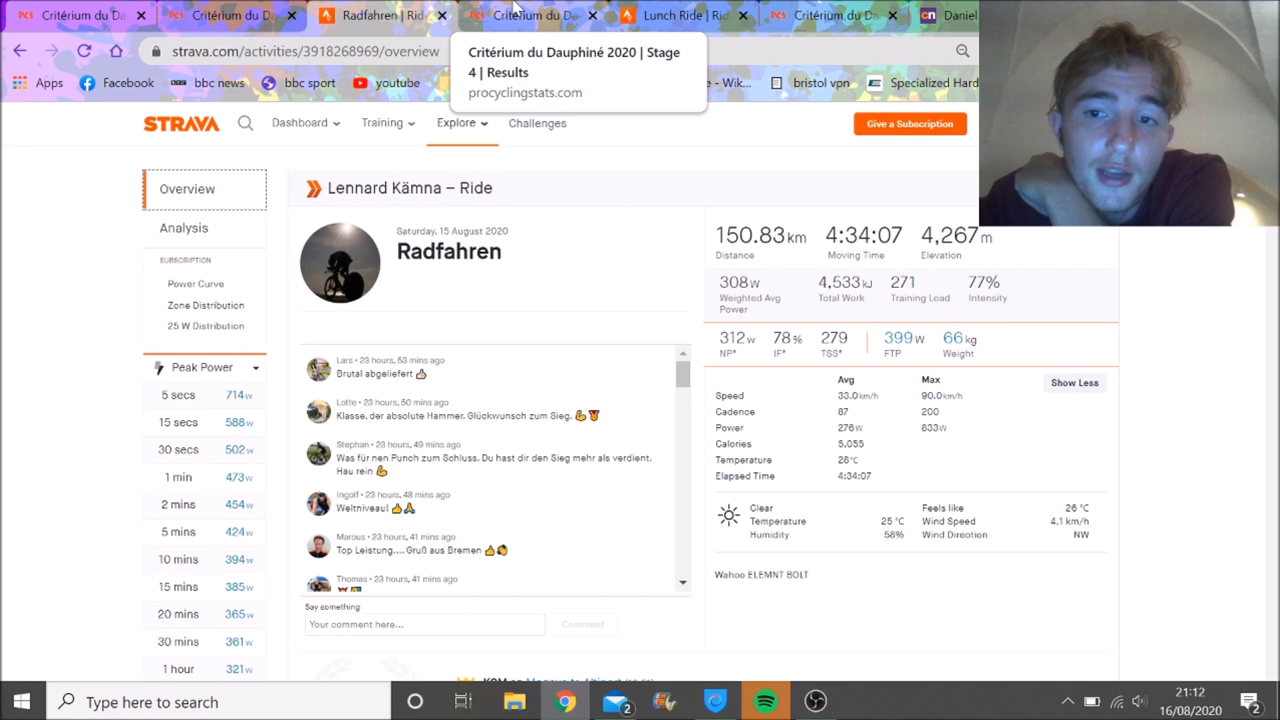 PCS Critérium du Da ×
PCS Critérium du Da ×
Radfahren | Rid ×
PCS Critérium du Da ×
Lunch Ride | Rid ×
PCS Critérium du Da ×
cn Daniel
strava.com/activities/3918268969/overview
Critérium du Dauphiné 2020 | Stage
4 | Results
procyclingstats.com
Apps
Facebook
BBC bbc news
bbc sport
youtube
e - Wik...
bristol vpn
Specialized Hard
STRAVA
Dashboard
Training
Explore
Challenges
Give a Subscription
Overview
Analysis
SUBSCRIPTION
Power Curve
Zone Distribution
25 W Distribution
Peak Power
5 secs 714w
15 secs 588w
30 secs 502w
1 min 473w
2 mins 454w
5 mins 424w
10 mins 394w
15 mins 385w
20 mins 365w
30 mins 361w
1 hour 321w
Lennard Kämna – Ride
Saturday, 15 August 2020
Radfahren
Lars • 23 hours, 53 mins ago
Brutal abgeliefert 👍
Lotte • 23 hours, 50 mins ago
Klasse, der absolute Hammer. Glückwunsch zum Sieg. 💪🏅
Stephan • 23 hours, 49 mins ago
Was für nen Punch zum Schluss. Du hast dir den Sieg mehr als verdient.
Hau rein 💪
Ingolf • 23 hours, 48 mins ago
Weltniveau! 👍🙏
Marous • 23 hours, 41 mins ago
Top Leistung.... Gruß aus Bremen 👍👏
Thomas • 23 hours, 41 mins ago
Say something
Your comment here...
Comment
150.83km 4:34:07 4,267m
Distance Moving Time Elevation
308W 4,533kJ 271 77%
Weighted Avg Total Work Training Load Intensity
Power
312w 78% 279 399W 66kg
NP® IF® TSS® FTP Weight
Avg Max
Show Less
Speed 33.0km/h 90.0km/h
Cadence 87 200
Power 276W 833W
Calories 5,055
Temperature 28℃
Elapsed Time 4:34:07
Clear Feels like 26 ℃
Temperature 25 ℃ Wind Speed 4.1 km/h
Humidity 58% Wind Direction NW
Wahoo ELEMNT BOLT
Type here to search
2
21:12
16/08/2020
2